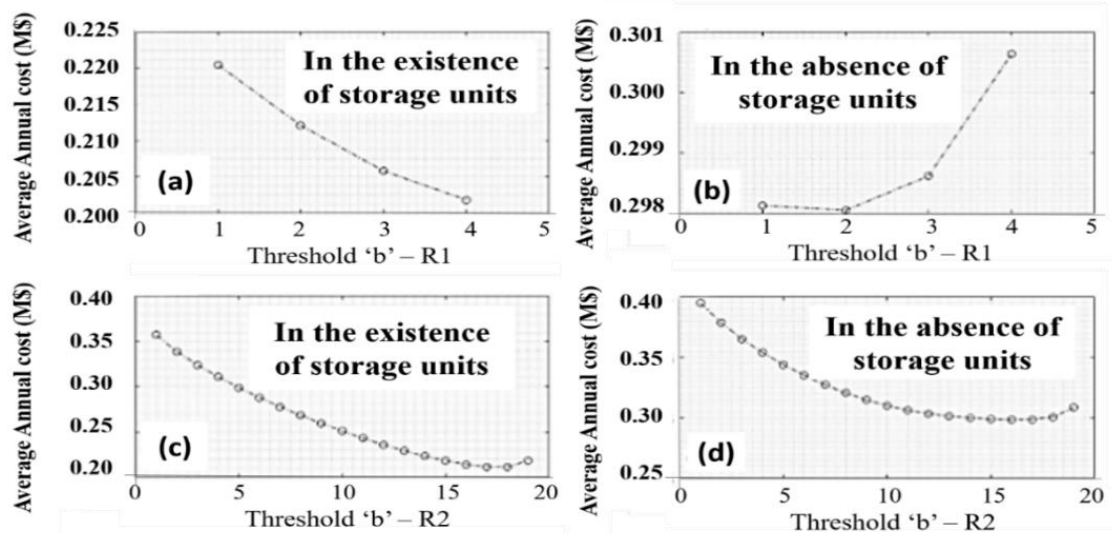 Average Annual cost (M$)
0.225
0.220
0.215
0.210
0.205
0.200
In the existence
of storage units
(a)
0 1 2 3 4 5
Threshold ‘b’ – R1
Average Annual cost (M$)
0.301
0.300
0.299
0.298
In the absence of
storage units
(b)
0 1 2 3 4 5
Threshold ‘b’ – R1
Average Annual cost (M$)
0.40
0.35
0.30
0.25
0.20
In the existence
of storage units
(c)
0 5 10 15 20
Threshold ‘b’ – R2
Average Annual cost (M$)
0.40
0.35
0.30
0.25
In the absence of
storage units
(d)
0 5 10 15 20
Threshold ‘b’ – R2